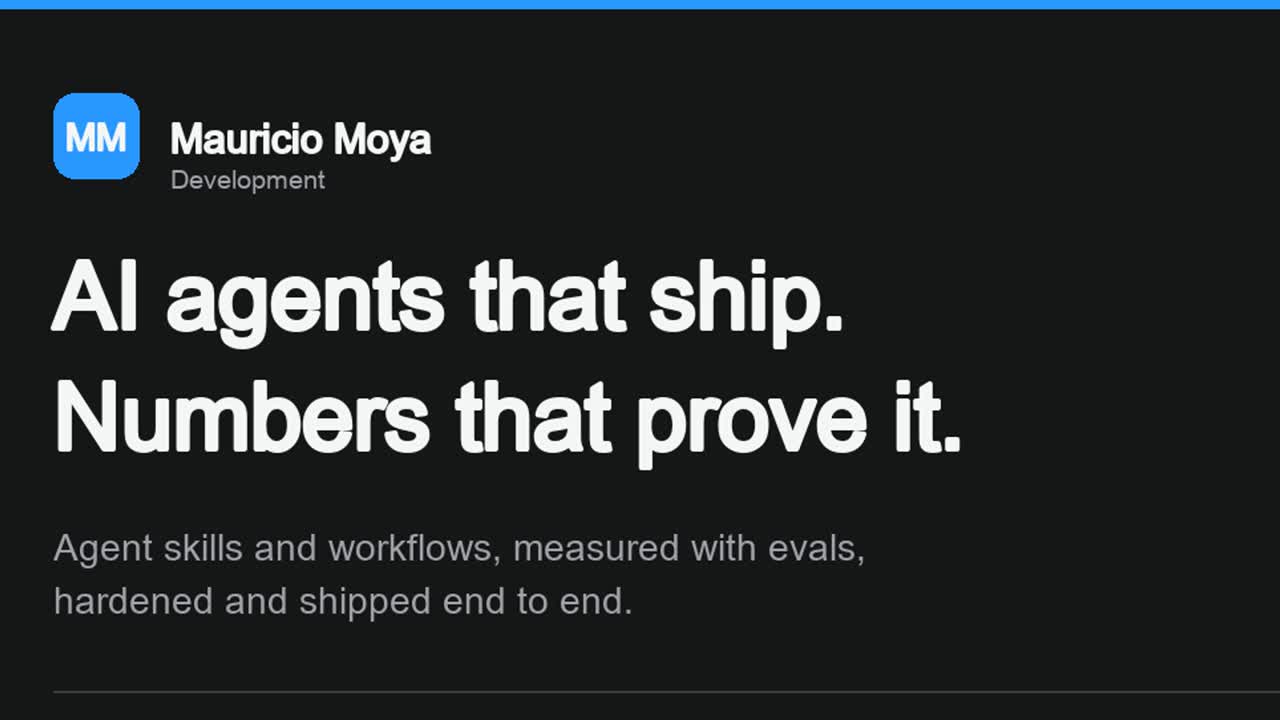 MM
Mauricio Moya
Development
AI agents that ship.
Numbers that prove it.
Agent skills and workflows, measured with evals,
hardened and shipped end to end.